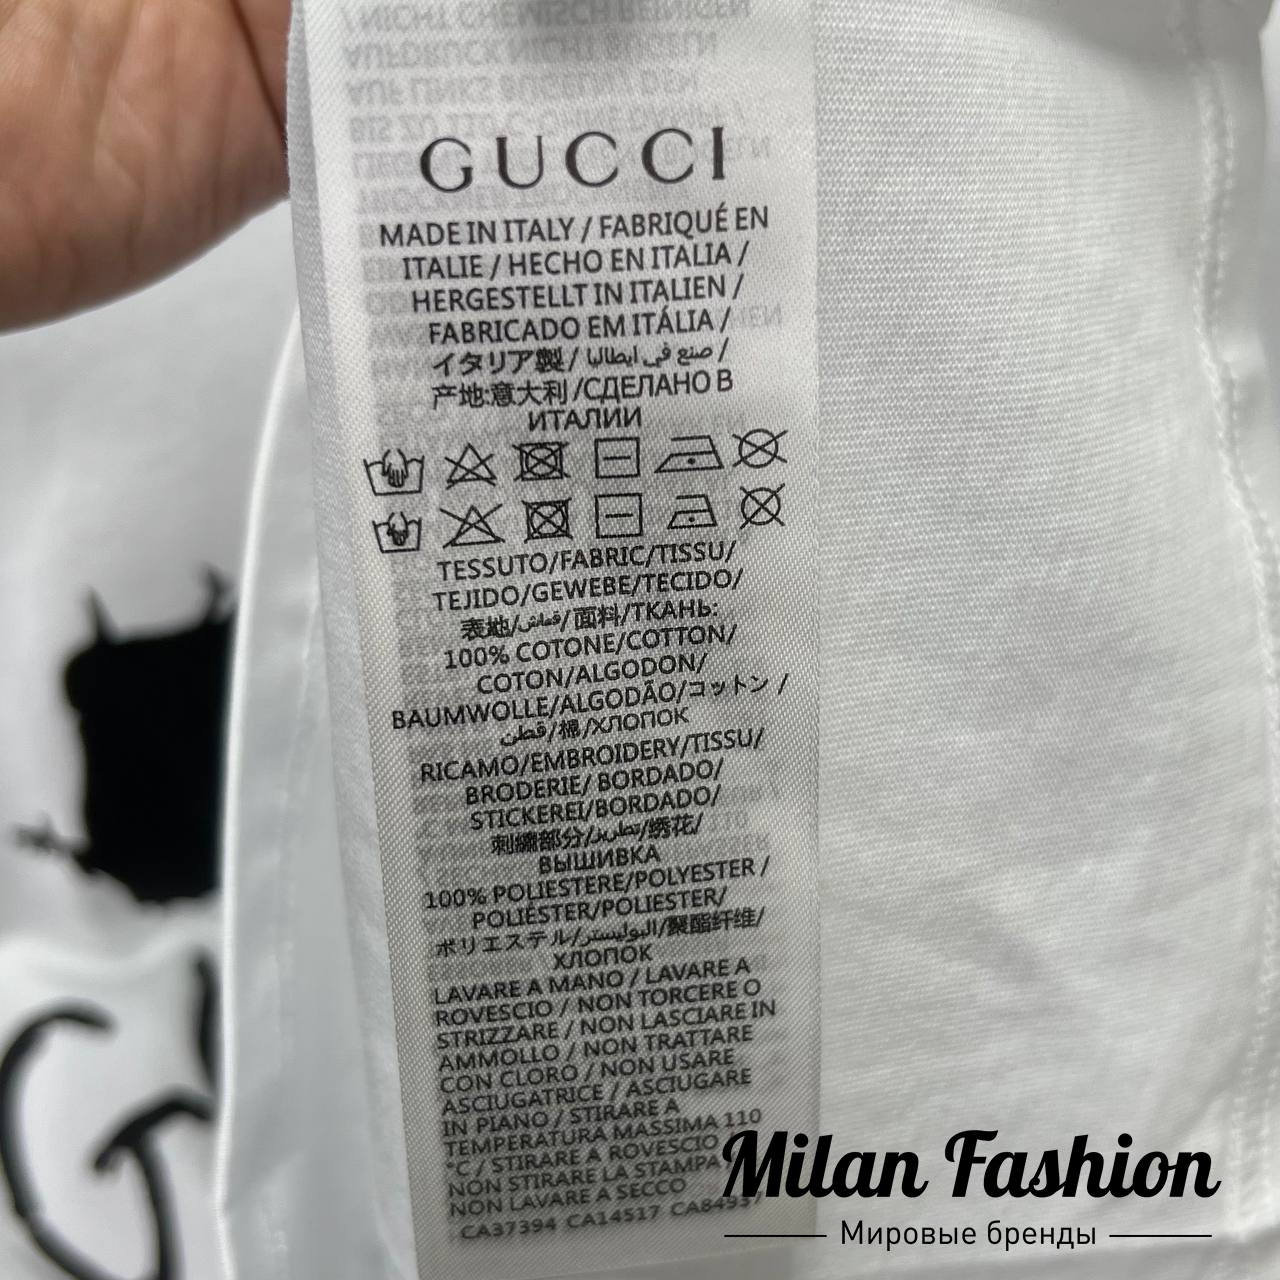 GUCCI
MADE IN ITALY / FABRIQUÉ EN
ITALIE / HECHO EN ITALIA /
HERGESTELLT IN ITALIEN /
FABRICADO EM ITÁLIA /
イタリア製 / صنع في ايطاليا /
产地:意大利 /СДЕЛАНО В
ИТАЛИИ
TESSUTO/FABRIC/TISSU/
TEJIDO/GEWEBE/TECIDO/
表地/قماش/面料/ТКАНЬ:
100% COTONE/COTTON/
COTON/ALGODON/
BAUMWOLLE/ALGODÃO/コットン /
قطن/棉/ХЛОПОК
RICAMO/EMBROIDERY/TISSU/
BRODERIE/ BORDADO/
STICKEREI/BORDADO/
刺繍部分/تطريز/绣花/
ВЫШИВКА
100% POLIESTERE/POLYESTER /
POLIÉSTER/POLIESTER/
ポリエステル/البوليستر/聚酯纤维/
ХЛОПОК
LAVARE A MANO / LAVARE A
ROVESCIO / NON TORCERE O
STRIZZARE / NON LASCIARE IN
AMMOLLO / NON TRATTARE
CON CLORO / NON USARE
ASCIUGATRICE / ASCIUGARE
IN PIANO / STIRARE A
TEMPERATURA MASSIMA 110
°C / STIRARE A ROVESCIO
NON STIRARE LA STAMPA
NON LAVARE A SECCO
CA37394 CA14517
Milan Fashion
Мировые бренды